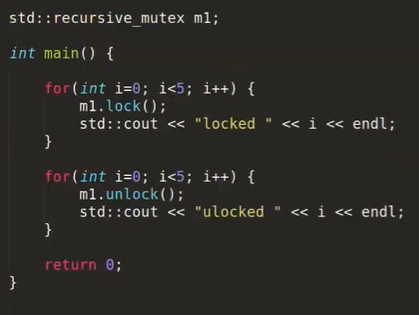 std::recursive_mutex m1;
int main() {
for(int i=0; i<5; i++) {
m1.lock();
std::cout << "locked " << i << endl;
}
for(int i=0; i<5; i++) {
m1.unlock();
std::cout << "ulocked " << i << endl;
}
return 0;
}